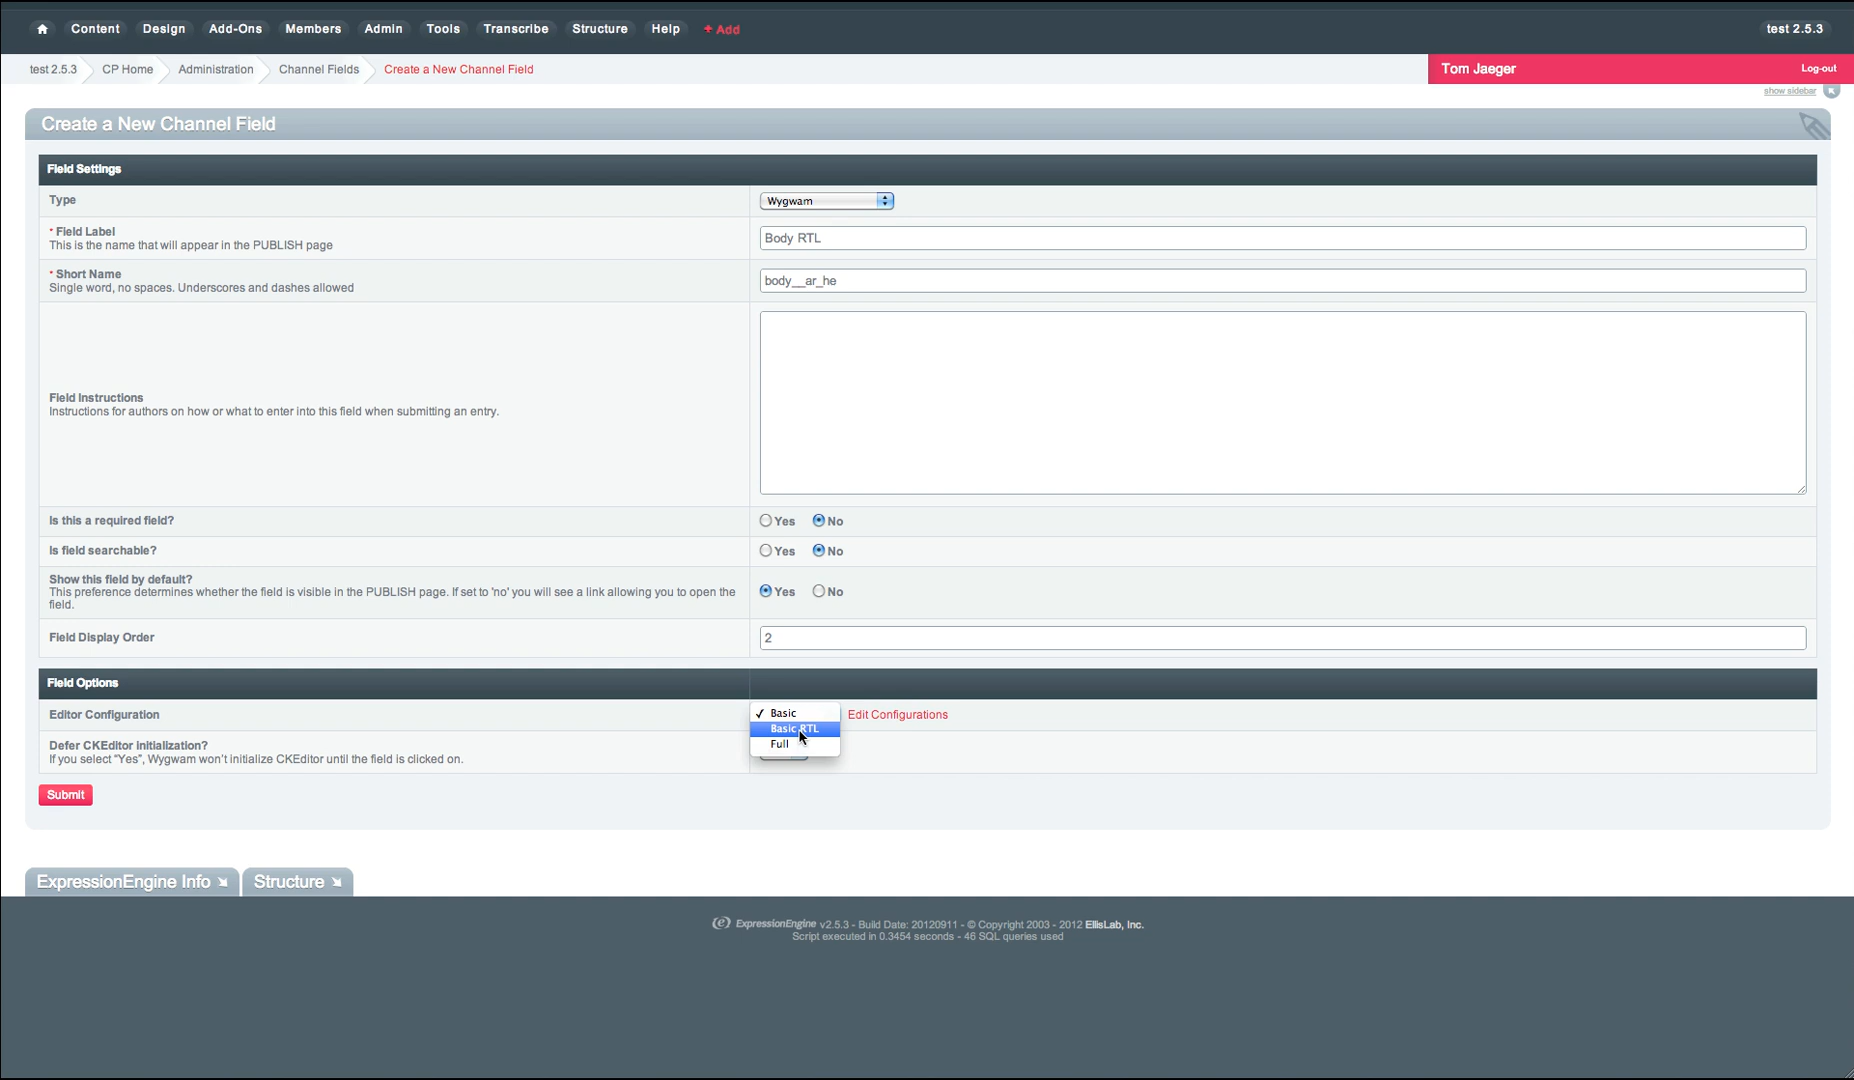 Content Design Add-Ons Members Admin Tools Transcribe Structure Help + Add test 2.5.3
test 2.5.3 CP Home Administration Channel Fields Create a New Channel Field Tom Jaeger Log-out
show sidebar
Create a New Channel Field
Field Settings
Type Wygwam
* Field Label
This is the name that will appear in the PUBLISH page
Body RTL
* Short Name
Single word, no spaces. Underscores and dashes allowed
body__ar_he
Field Instructions
Instructions for authors on how or what to enter into this field when submitting an entry.
Is this a required field? Yes No
Is field searchable? Yes No
Show this field by default?
This preference determines whether the field is visible in the PUBLISH page. If set to 'no' you will see a link allowing you to open the
field.
Yes No
Field Display Order 2
Field Options
Editor Configuration ✓ Basic Edit Configurations
Basic RTL
Full
Defer CKEditor initialization?
If you select "Yes", Wygwam won't initialize CKEditor until the field is clicked on.
Submit
ExpressionEngine Info Structure
ExpressionEngine v2.5.3 - Build Date: 20120911 - © Copyright 2003 - 2012 EllisLab, Inc.
Script executed in 0.3454 seconds - 46 SQL queries used